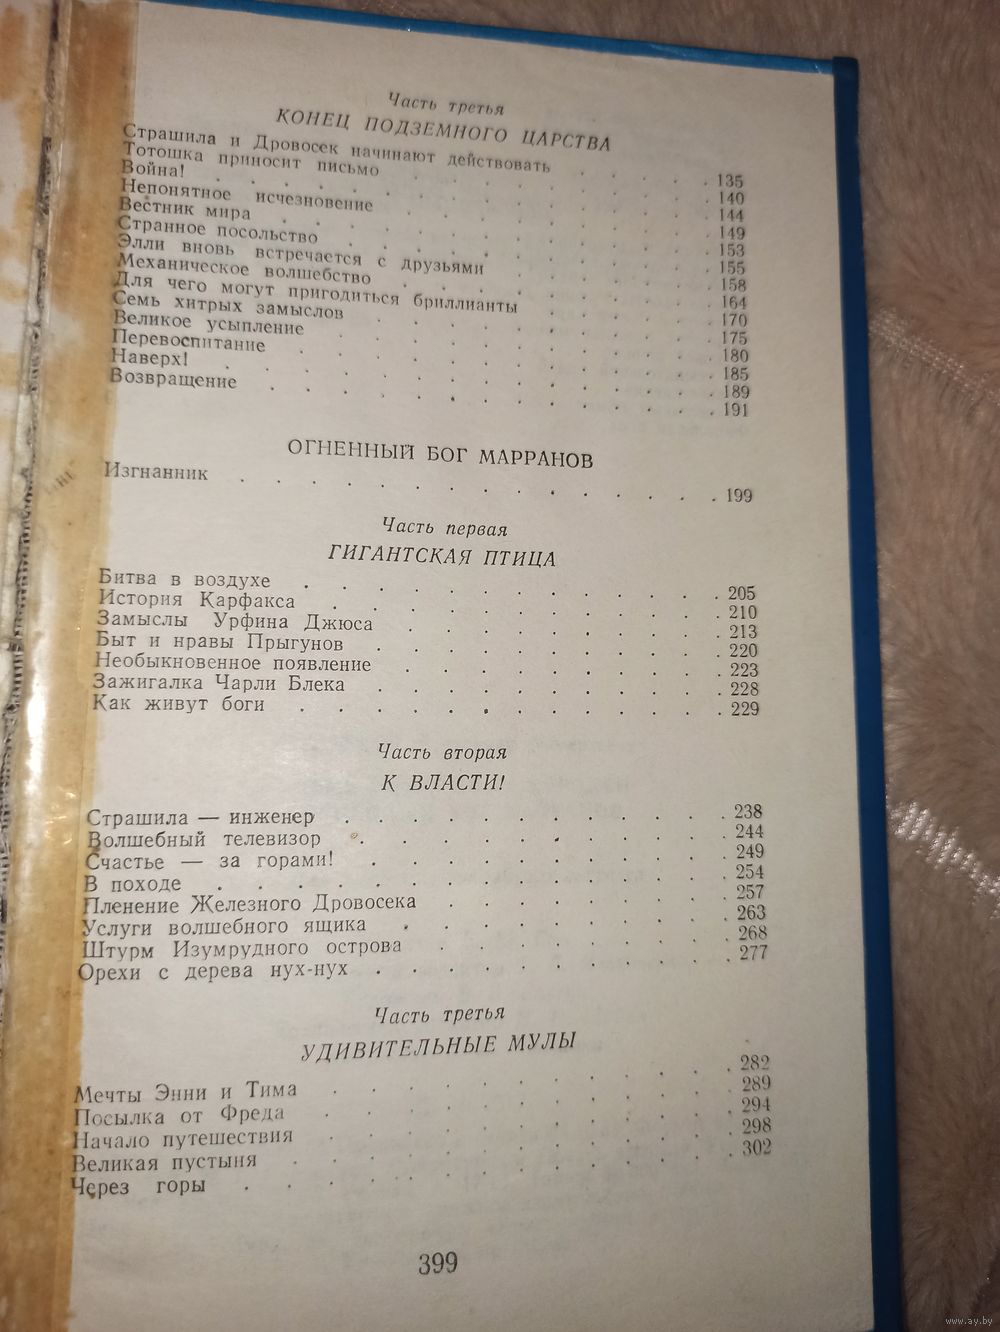 Часть третья
КОНЕЦ ПОДЗЕМНОГО ЦАРСТВА
Страшила и Дровосек начинают действовать . . . . . 135
Тотошка приносит письмо . . . . . . . . . 140
Война! . . . . . . . . . . . . . . 144
Непонятное исчезновение . . . . . . . . . 149
Вестник мира . . . . . . . . . . . . 153
Странное посольство . . . . . . . . . . 155
Элли вновь встречается с друзьями . . . . . . 158
Механическое волшебство . . . . . . . . . 164
Для чего могут пригодиться бриллианты . . . . . 170
Семь хитрых замыслов . . . . . . . . . . 175
Великое усыпление . . . . . . . . . . . 180
Перевоспитание . . . . . . . . . . . . 185
Наверх! . . . . . . . . . . . . . . 189
Возвращение . . . . . . . . . . . . . 191
ОГНЕННЫЙ БОГ МАРРАНОВ
Изгнанник . . . . . . . . . . . . . . 199
Часть первая
ГИГАНТСКАЯ ПТИЦА
Битва в воздухе . . . . . . . . . . . . 205
История Карфакса . . . . . . . . . . . 210
Замыслы Урфина Джюса . . . . . . . . . 213
Быт и нравы Прыгунов . . . . . . . . . . 220
Необыкновенное появление . . . . . . . . . 223
Зажигалка Чарли Блека . . . . . . . . . . 228
Как живут боги . . . . . . . . . . . . 229
Часть вторая
К ВЛАСТИ!
Страшила — инженер . . . . . . . . . . . 238
Волшебный телевизор . . . . . . . . . . 244
Счастье — за горами! . . . . . . . . . . 249
В походе . . . . . . . . . . . . . . 254
Пленение Железного Дровосека . . . . . . . . 257
Услуги волшебного ящика . . . . . . . . . 263
Штурм Изумрудного острова . . . . . . . . 268
Орехи с дерева нух-нух . . . . . . . . . . 277
Часть третья
УДИВИТЕЛЬНЫЕ МУЛЫ
Мечты Энни и Тима . . . . . . . . . . . 282
Посылка от Фреда . . . . . . . . . . . 289
Начало путешествия . . . . . . . . . . . 294
Великая пустыня . . . . . . . . . . . . 298
Через горы . . . . . . . . . . . . . 302
399
www.ay.by